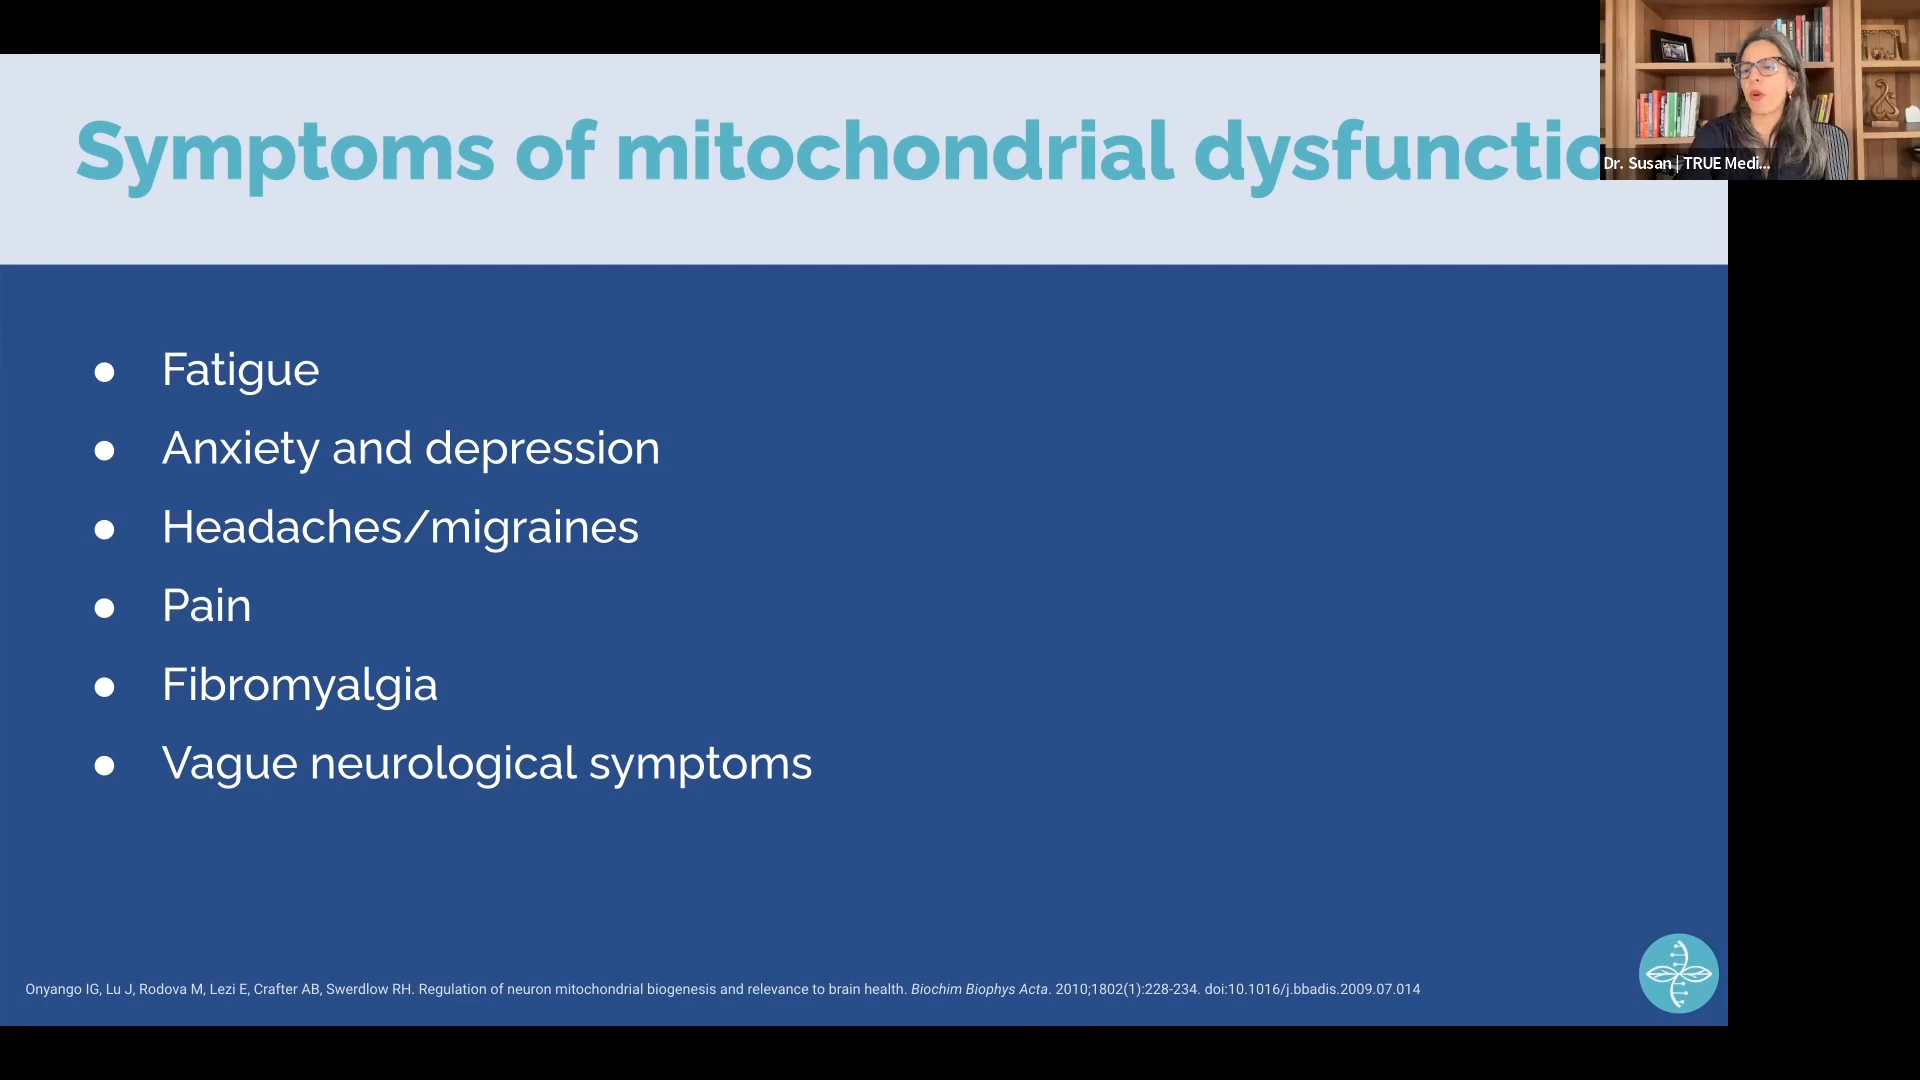 Symptoms of mitochondrial dysfunctio
Dr. Susan | TRUE Medi...
● Fatigue
● Anxiety and depression
● Headaches/migraines
● Pain
● Fibromyalgia
● Vague neurological symptoms
Onyango IG, Lu J, Rodova M, Lezi E, Crafter AB, Swerdlow RH. Regulation of neuron mitochondrial biogenesis and relevance to brain health. Biochim Biophys Acta. 2010;1802(1):228-234. doi:10.1016/j.bbadis.2009.07.014